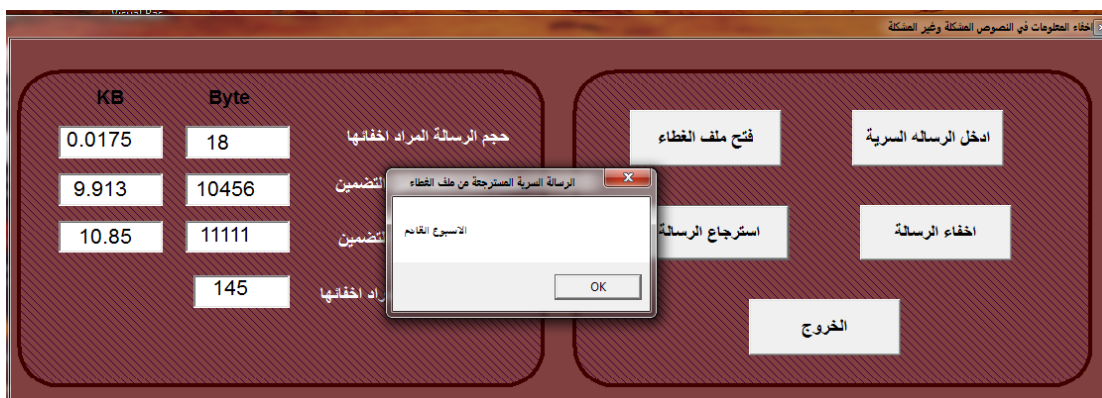 اخفاء المعلومات في النصوص المشكلة وغير المشكلة
KB Byte
حجم الرسالة المراد اخفائها
18
0.0175
التضمين
10456
9.913
التضمين
11111
10.85
راد اخفائها
145
الرسالة السرية المسترجعة من ملف الغطاء
الاسبوع القادم
OK
ادخل الرساله السرية
فتح ملف الغطاء
اخفاء الرسالة
استرجاع الرسالة
الخروج